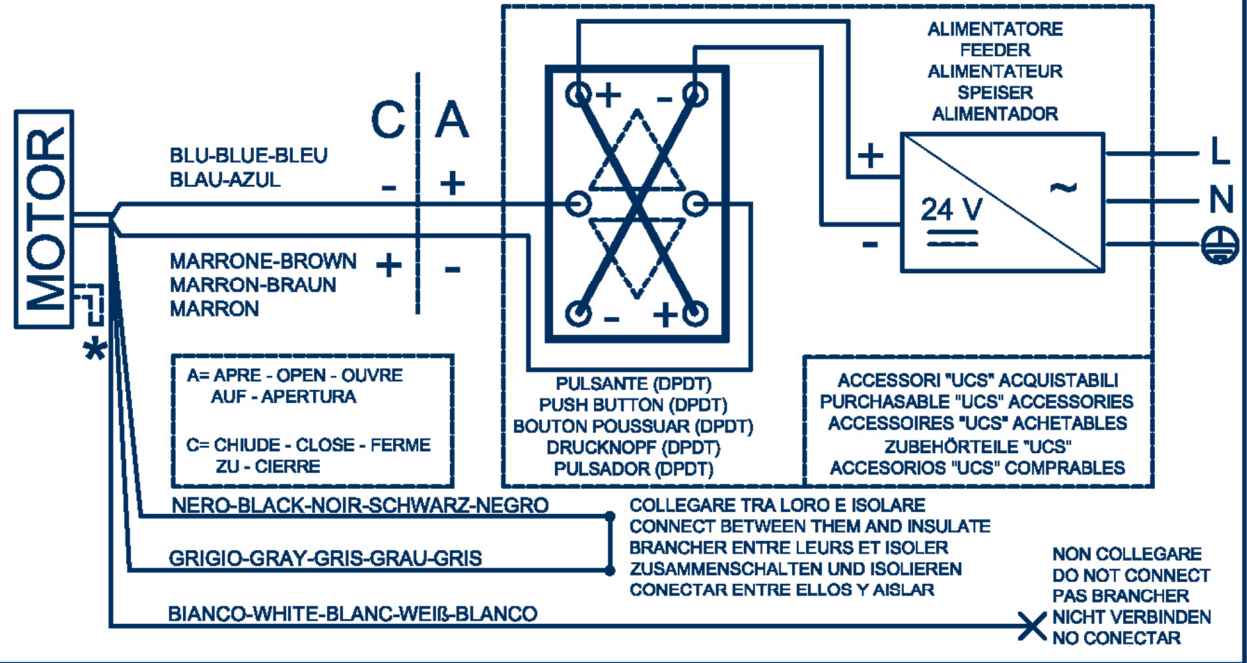 ALIMENTATORE
FEEDER
ALIMENTATEUR
SPEISER
ALIMENTADOR
MOTOR
C A
BLU-BLUE-BLEU
BLAU-AZUL
- +
MARRONE-BROWN
MARRON-BRAUN
MARRON
+ -
*
+ -
- +
+
-
24 V
~
L
N
A= APRE - OPEN - OUVRE
AUF - APERTURA
C= CHIUDE - CLOSE - FERME
ZU - CIERRE
PULSANTE (DPDT)
PUSH BUTTON (DPDT)
BOUTON POUSSUAR (DPDT)
DRUCKNOPF (DPDT)
PULSADOR (DPDT)
ACCESSORI "UCS" ACQUISTABILI
PURCHASABLE "UCS" ACCESSORIES
ACCESSOIRES "UCS" ACHETABLES
ZUBEHÖRTEILE "UCS"
ACCESORIOS "UCS" COMPRABLES
NERO-BLACK-NOIR-SCHWARZ-NEGRO
GRIGIO-GRAY-GRIS-GRAU-GRIS
COLLEGARE TRA LORO E ISOLARE
CONNECT BETWEEN THEM AND INSULATE
BRANCHER ENTRE LEURS ET ISOLER
ZUSAMMENSCHALTEN UND ISOLIEREN
CONECTAR ENTRE ELLOS Y AISLAR
BIANCO-WHITE-BLANC-WEIß-BLANCO
NON COLLEGARE
DO NOT CONNECT
PAS BRANCHER
NICHT VERBINDEN
NO CONECTAR